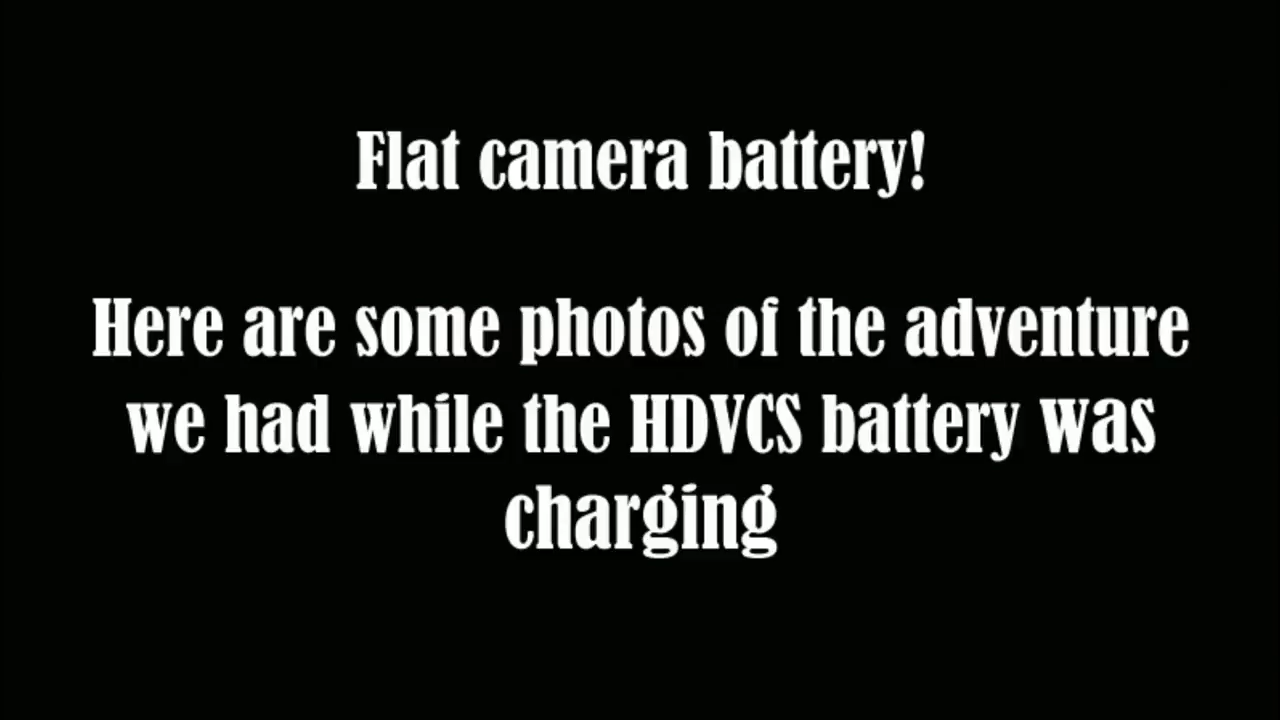 Flat camera battery!
Here are some photos of the adventure
we had while the HDVCS battery was
charging